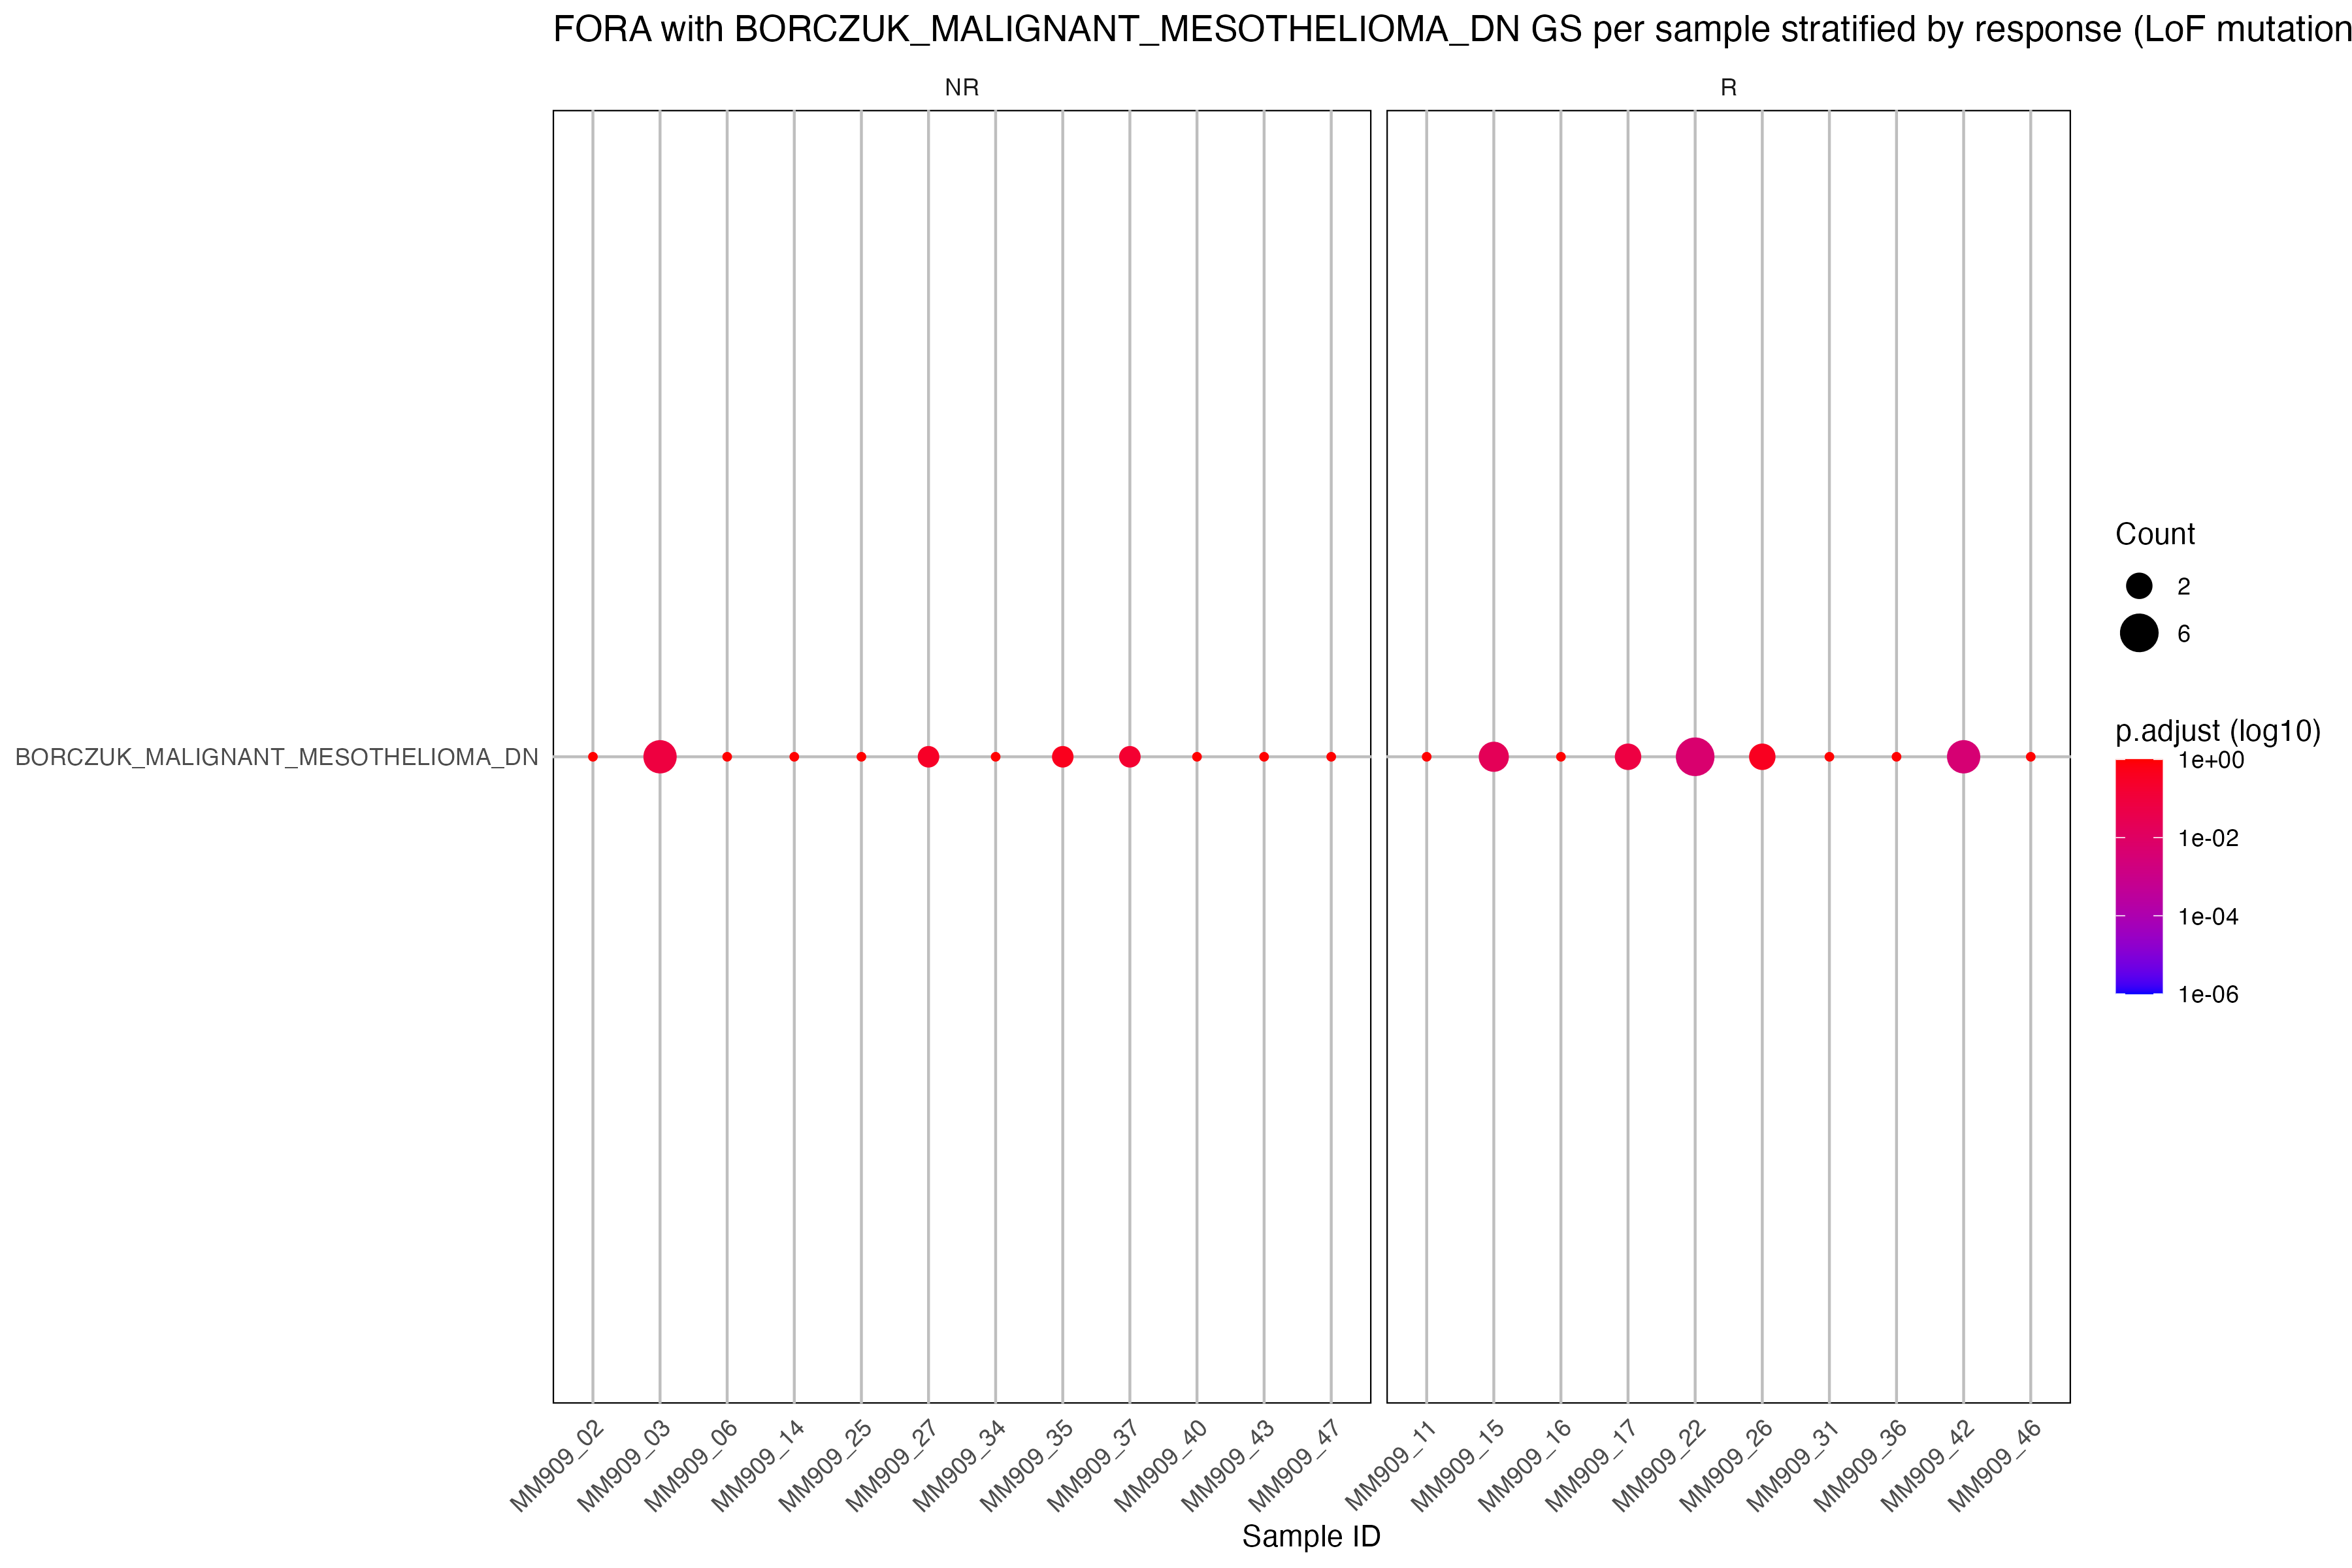 FORA with BORCZUK_MALIGNANT_MESOTHELIOMA_DN GS per sample stratified by response (LoF mutation
NR
R
BORCZUK_MALIGNANT_MESOTHELIOMA_DN
Count
2
6
p.adjust (log10)
1e+00
1e-02
1e-04
1e-06
MM909_02
MM909_03
MM909_06
MM909_14
MM909_25
MM909_27
MM909_34
MM909_35
MM909_37
MM909_40
MM909_43
MM909_47
MM909_11
MM909_15
MM909_16
MM909_17
MM909_22
MM909_26
MM909_31
MM909_36
MM909_42
MM909_46
Sample ID